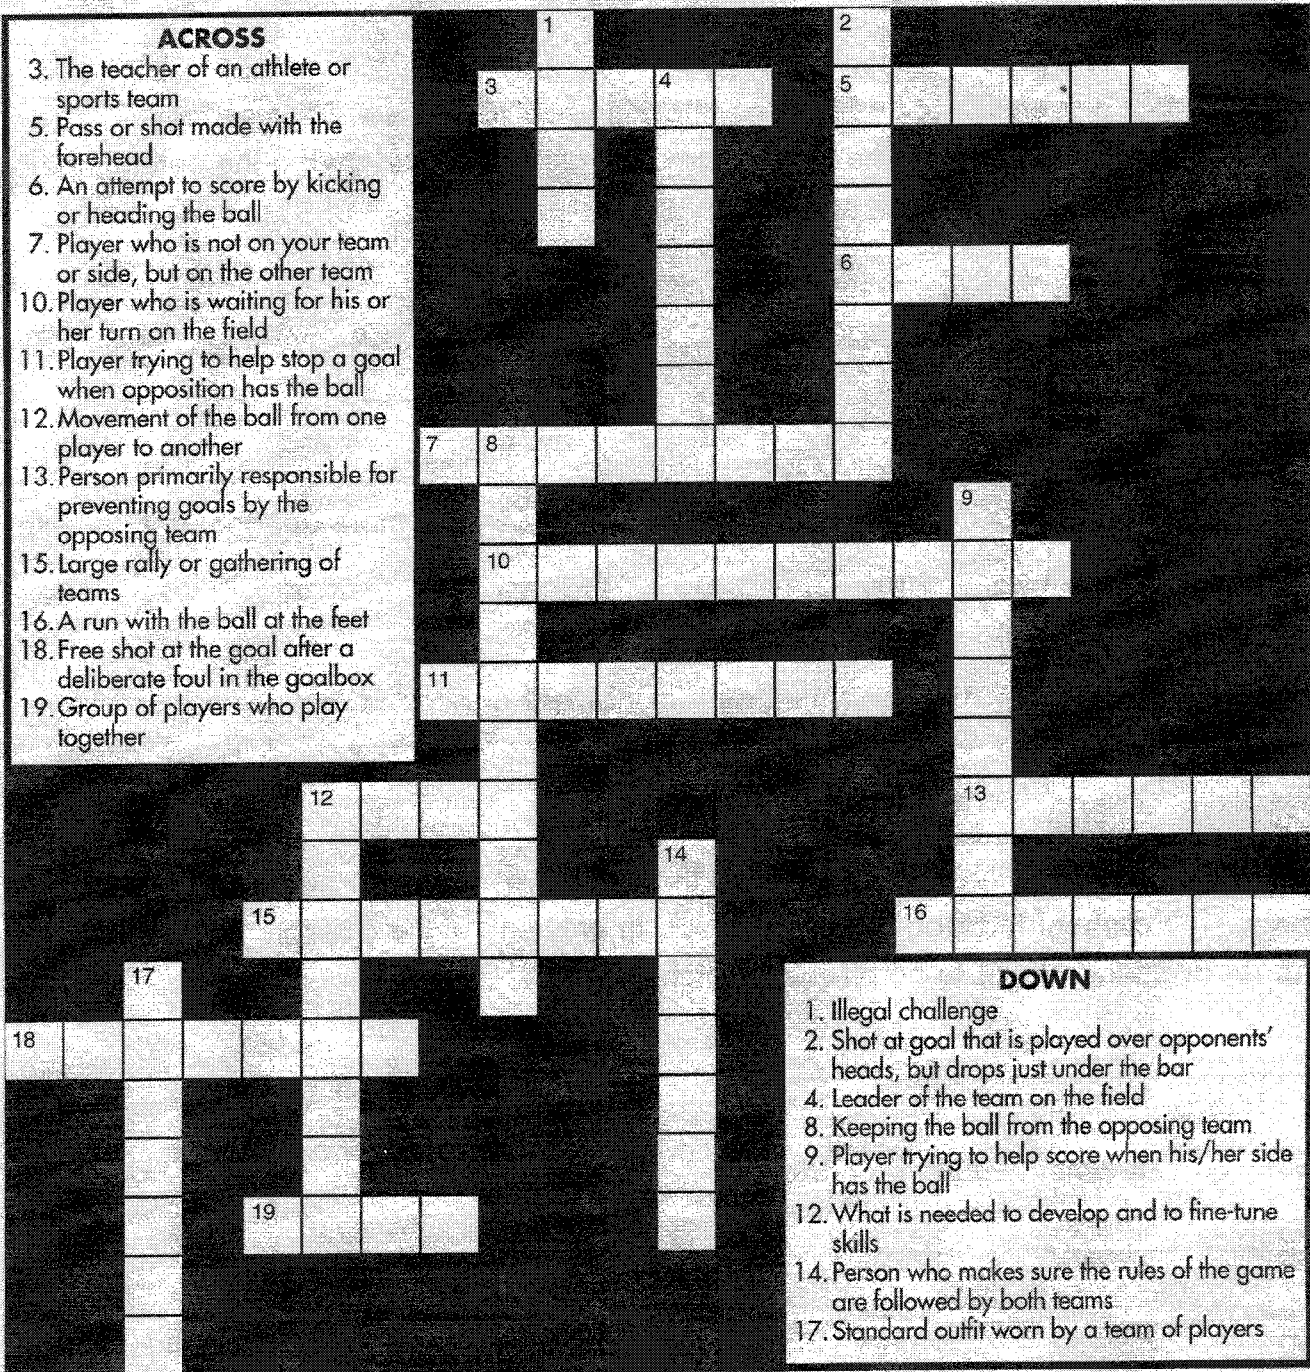 ACROSS
3. The teacher of an athlete or
sports team
5. Pass or shot made with the
forehead
6. An attempt to score by kicking
or heading the ball
7. Player who is not on your team
or side, but on the other team
10. Player who is waiting for his or
her turn on the field
11. Player trying to help stop a goal
when opposition has the ball
12. Movement of the ball from one
player to another
13. Person primarily responsible for
preventing goals by the
opposing team
15. Large rally or gathering of
teams
16. A run with the ball at the feet
18. Free shot at the goal after a
deliberate foul in the goalbox
19. Group of players who play
together
1
2
3
4
5
6
7
8
9
10
11
12
13
14
15
16
17
18
19
DOWN
1. Illegal challenge
2. Shot at goal that is played over opponents'
heads, but drops just under the bar
4. Leader of the team on the field
8. Keeping the ball from the opposing team
9. Player trying to help score when his/her side
has the ball
12. What is needed to develop and to fine-tune
skills
14. Person who makes sure the rules of the game
are followed by both teams
17. Standard outfit worn by a team of players